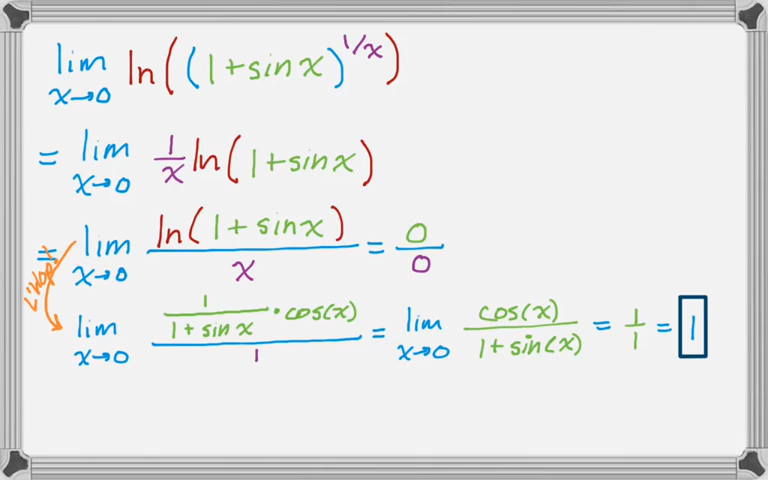 lim x→0 ln((1+sinx)^1/x)
= lim x→0 1/x ln(1+sinx)
= lim x→0 ln(1+sinx)/x = 0/0
L'Hop
lim x→0 (1/(1+sinx) · cos(x))/1 = lim x→0 cos(x)/(1+sin(x)) = 1/1 = 1